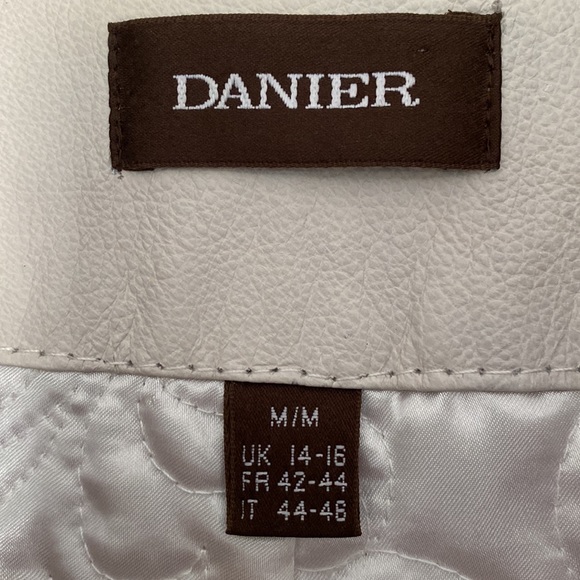 DANIER
M/M
UK 14-16
FR 42-44
IT 44-46